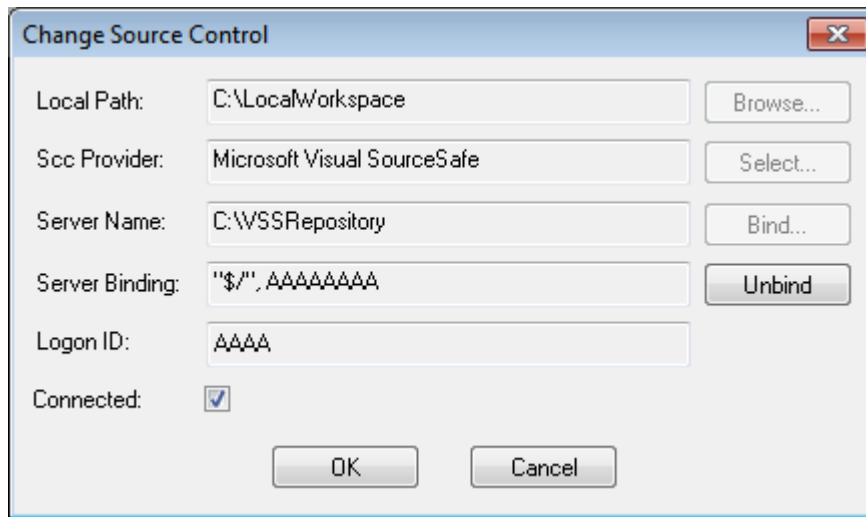 Change Source Control
Local Path: C:\LocalWorkspace Browse...
Scc Provider: Microsoft Visual SourceSafe Select...
Server Name: C:\VSSRepository Bind...
Server Binding: "$/", AAAAAAAA Unbind
Logon ID: AAAA
Connected:
OK Cancel